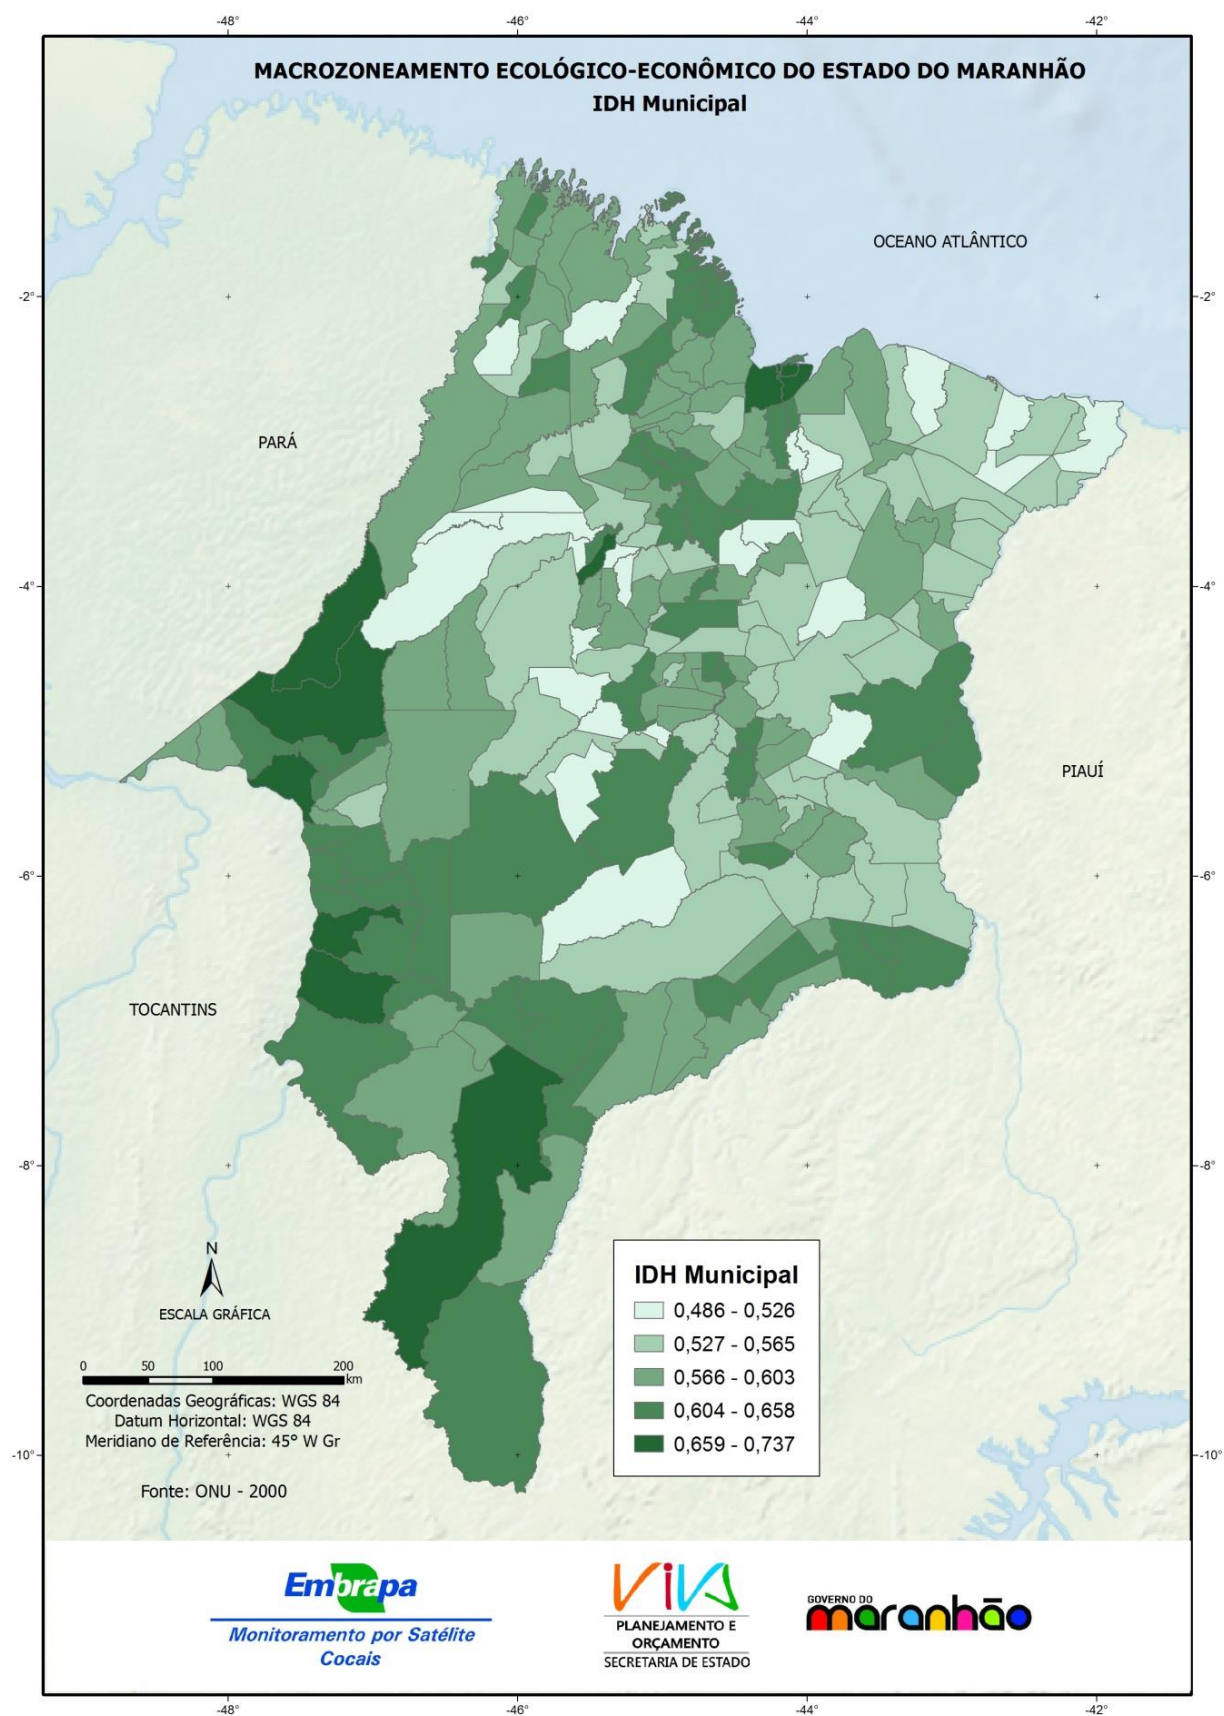 -48°
-46°
-44°
-42°
MACROZONEAMENTO ECOLÓGICO-ECONÔMICO DO ESTADO DO MARANHÃO
IDH Municipal
OCEANO ATLÂNTICO
-2°
-2°
PARÁ
-4°
-4°
PIAUÍ
-6°
-6°
TOCANTINS
-8°
-8°
N
ESCALA GRÁFICA
0 50 100 200
km
Coordenadas Geográficas: WGS 84
Datum Horizontal: WGS 84
Meridiano de Referência: 45° W Gr
Fonte: ONU - 2000
IDH Municipal
0,486 - 0,526
0,527 - 0,565
0,566 - 0,603
0,604 - 0,658
0,659 - 0,737
-10°
-10°
Embrapa
Monitoramento por Satélite
Cocais
VIVA
PLANEJAMENTO E
ORÇAMENTO
SECRETARIA DE ESTADO
GOVERNO DO
maranhão
-48°
-46°
-44°
-42°